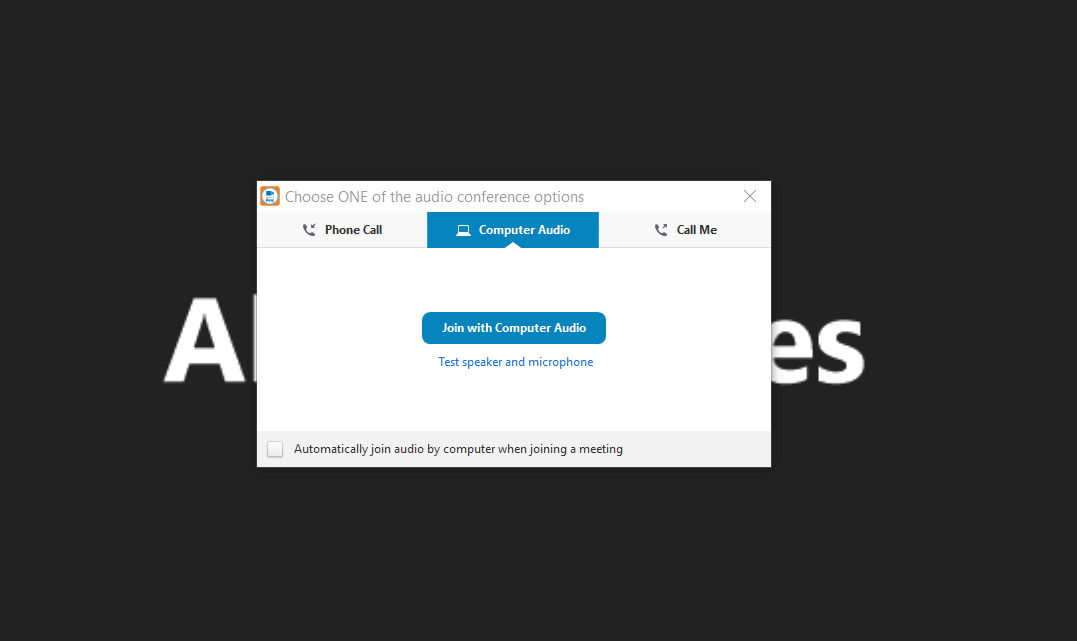 Choose ONE of the audio conference options
Phone Call
Computer Audio
Call Me
Join with Computer Audio
Test speaker and microphone
Automatically join audio by computer when joining a meeting